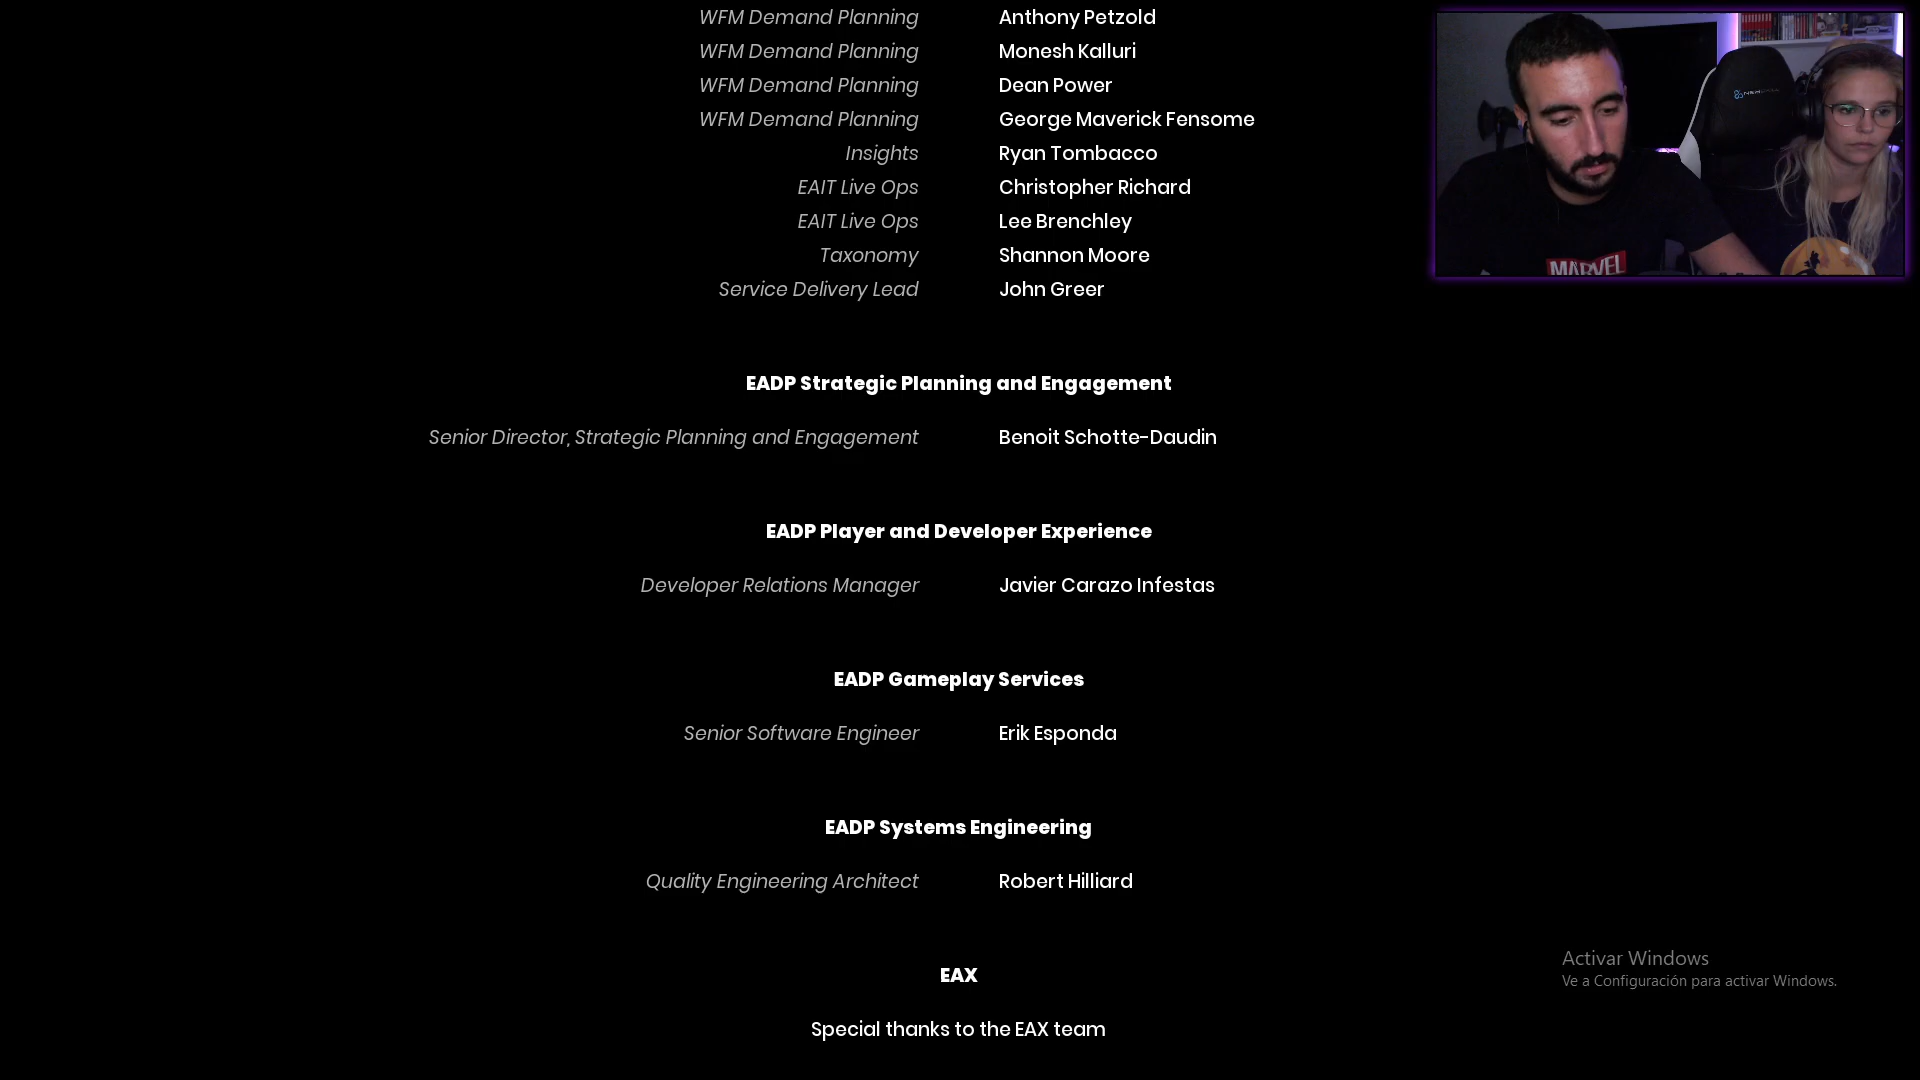 WFM Demand Planning Anthony Petzold
WFM Demand Planning Monesh Kalluri
WFM Demand Planning Dean Power
WFM Demand Planning George Maverick Fensome
Insights Ryan Tombacco
EAIT Live Ops Christopher Richard
EAIT Live Ops Lee Brenchley
Taxonomy Shannon Moore
Service Delivery Lead John Greer
MARVEL
EADP Strategic Planning and Engagement
Senior Director, Strategic Planning and Engagement Benoit Schotte-Daudin
EADP Player and Developer Experience
Developer Relations Manager Javier Carazo Infestas
EADP Gameplay Services
Senior Software Engineer Erik Esponda
EADP Systems Engineering
Quality Engineering Architect Robert Hilliard
EAX
Special thanks to the EAX team
Activar Windows
Ve a Configuración para activar Windows.